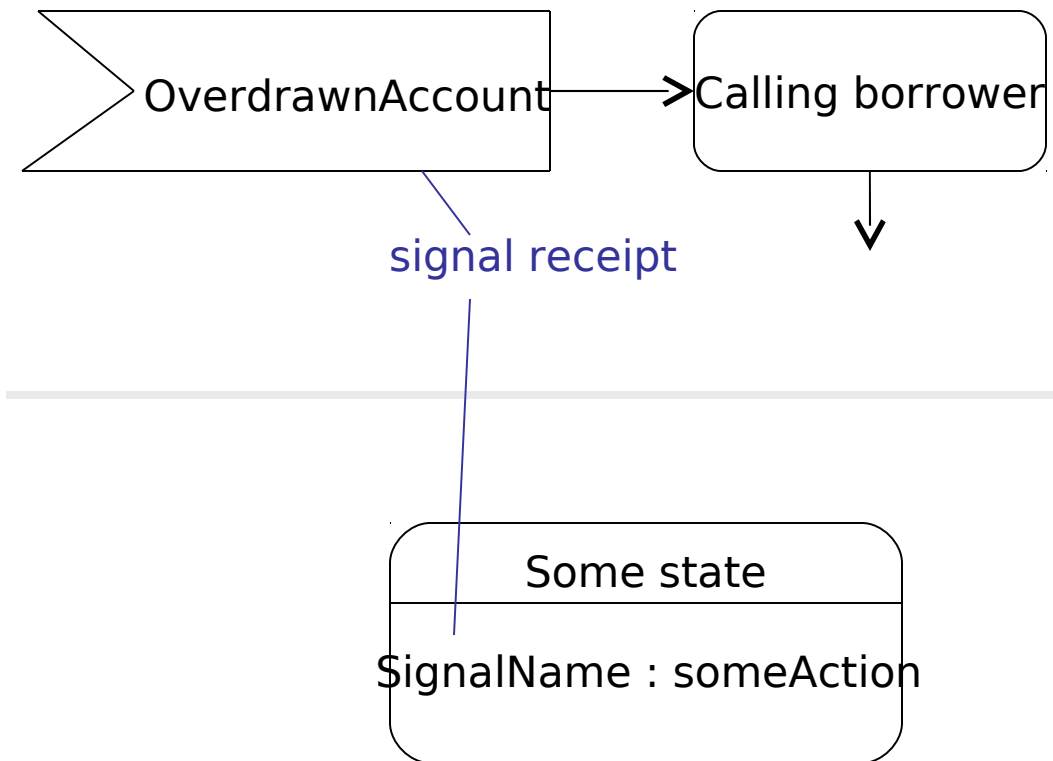 OverdrawnAccount
Calling borrower
signal receipt
Some state
SignalName : someAction